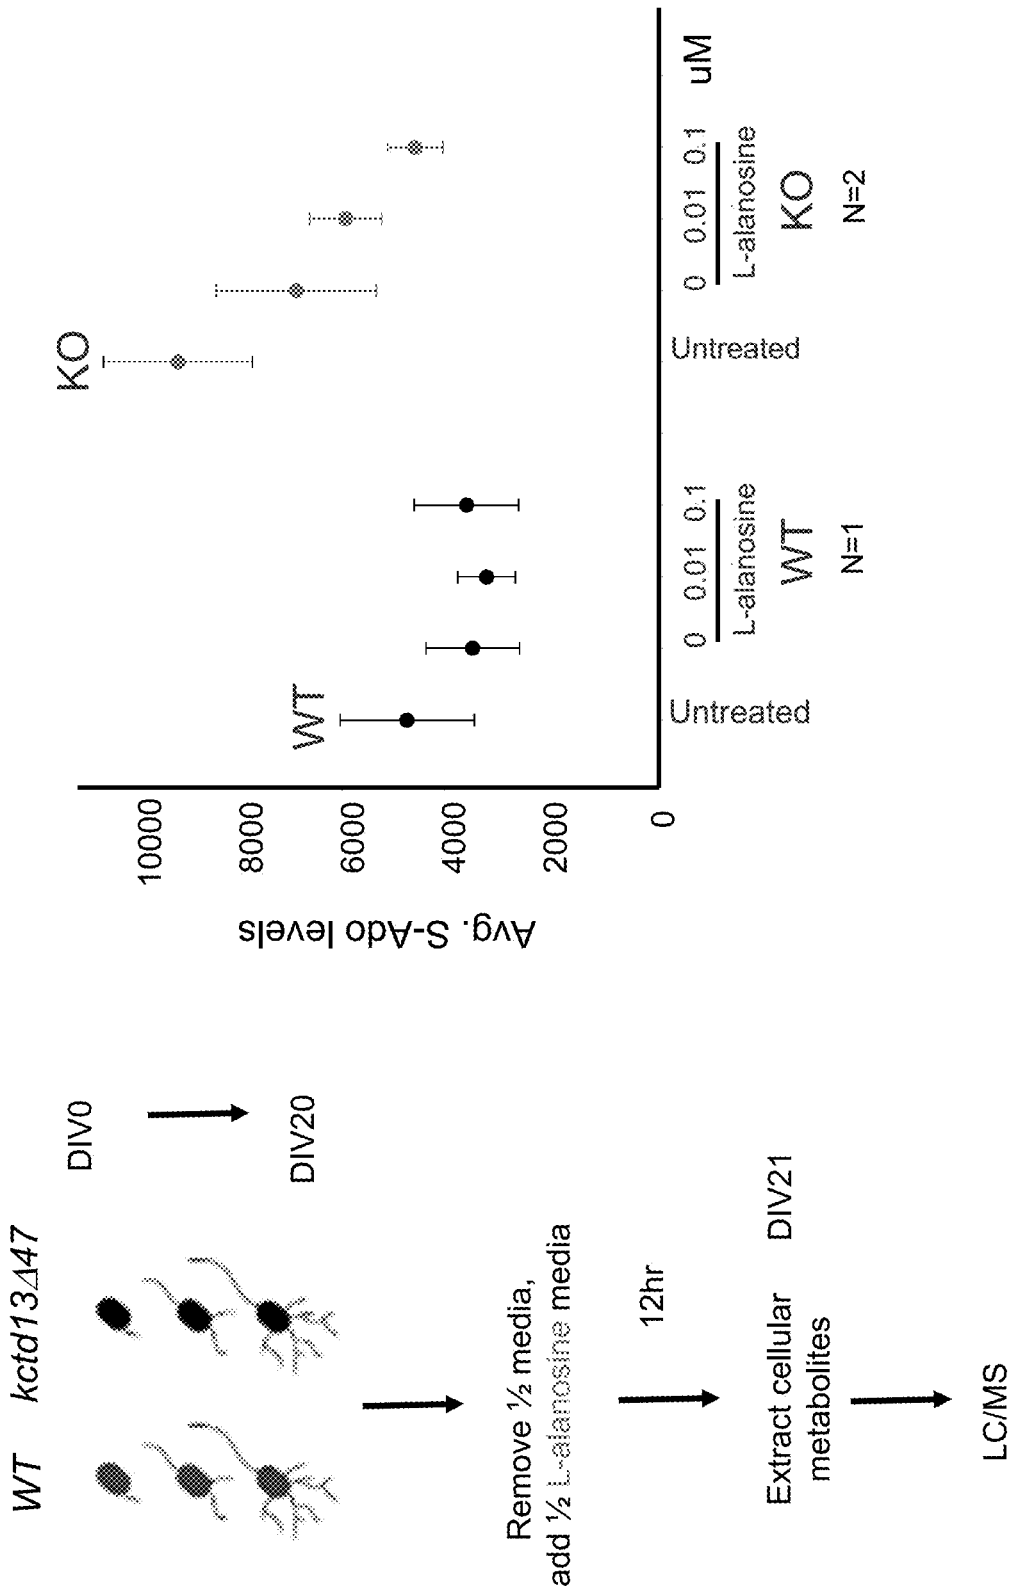 WT kctd13Δ47
DIV0
DIV20
Remove ½ media,
add ½ L-alanosine media
12hr
Extract cellular
metabolites
DIV21
LC/MS
Avg. S-Ado levels
10000
8000
6000
4000
2000
0
WT
KO
Untreated
0 0.01 0.1
L-alanosine
WT
N=1
Untreated
0 0.01 0.1 uM
L-alanosine
KO
N=2